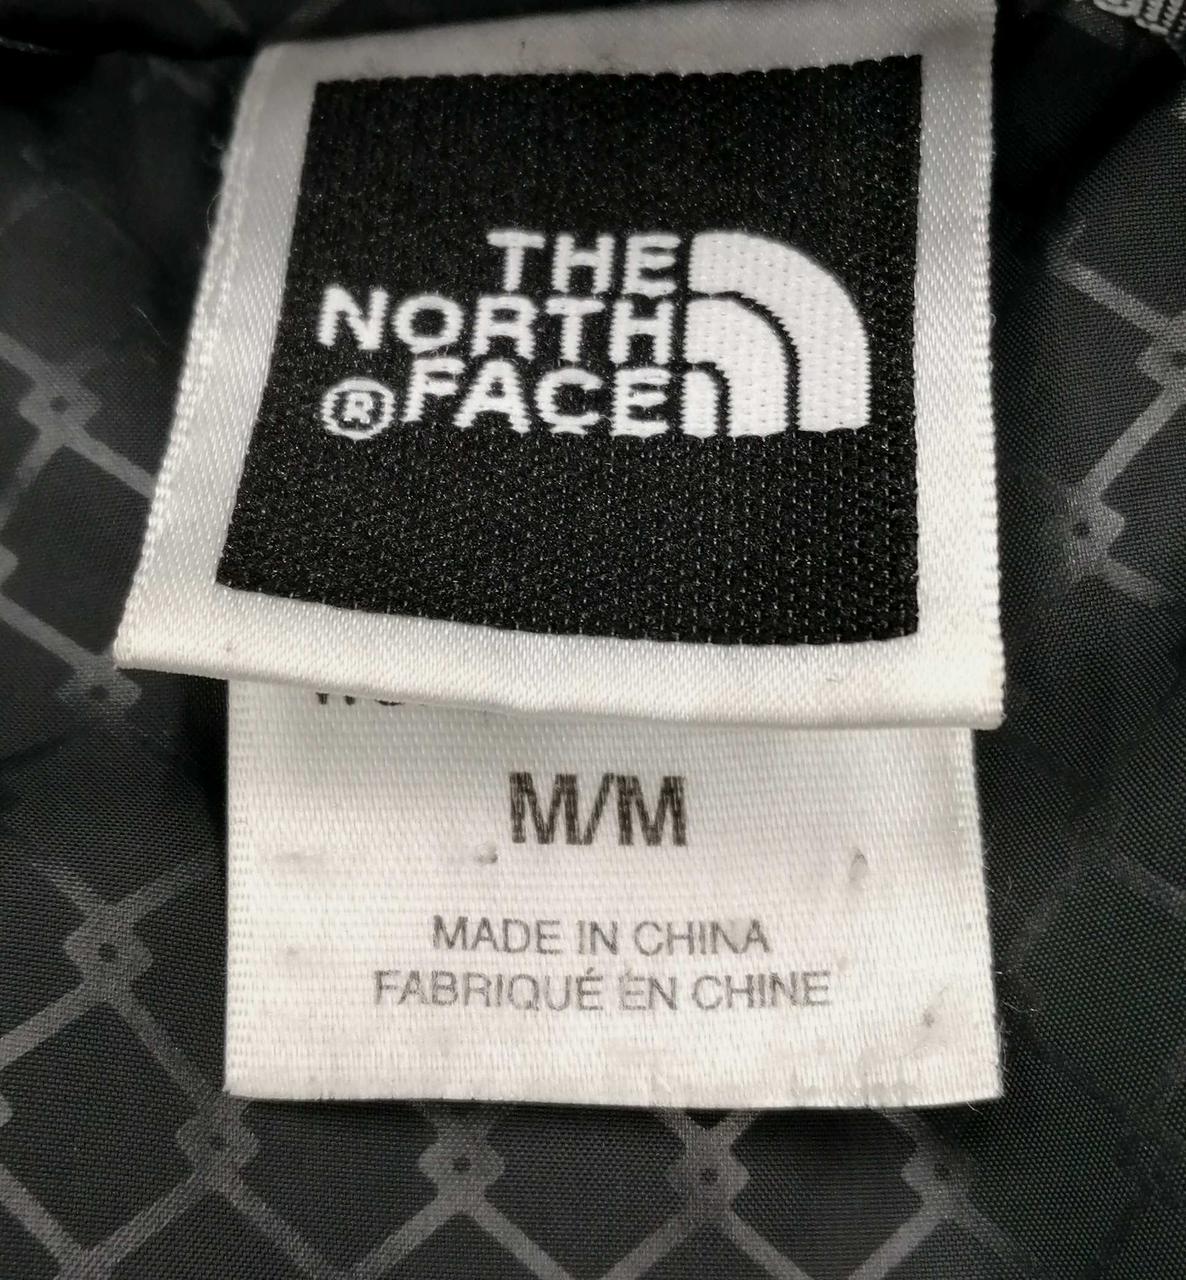 THE
NORTH
® FACE
M/M
MADE IN CHINA
FABRIQUÉ EN CHINE